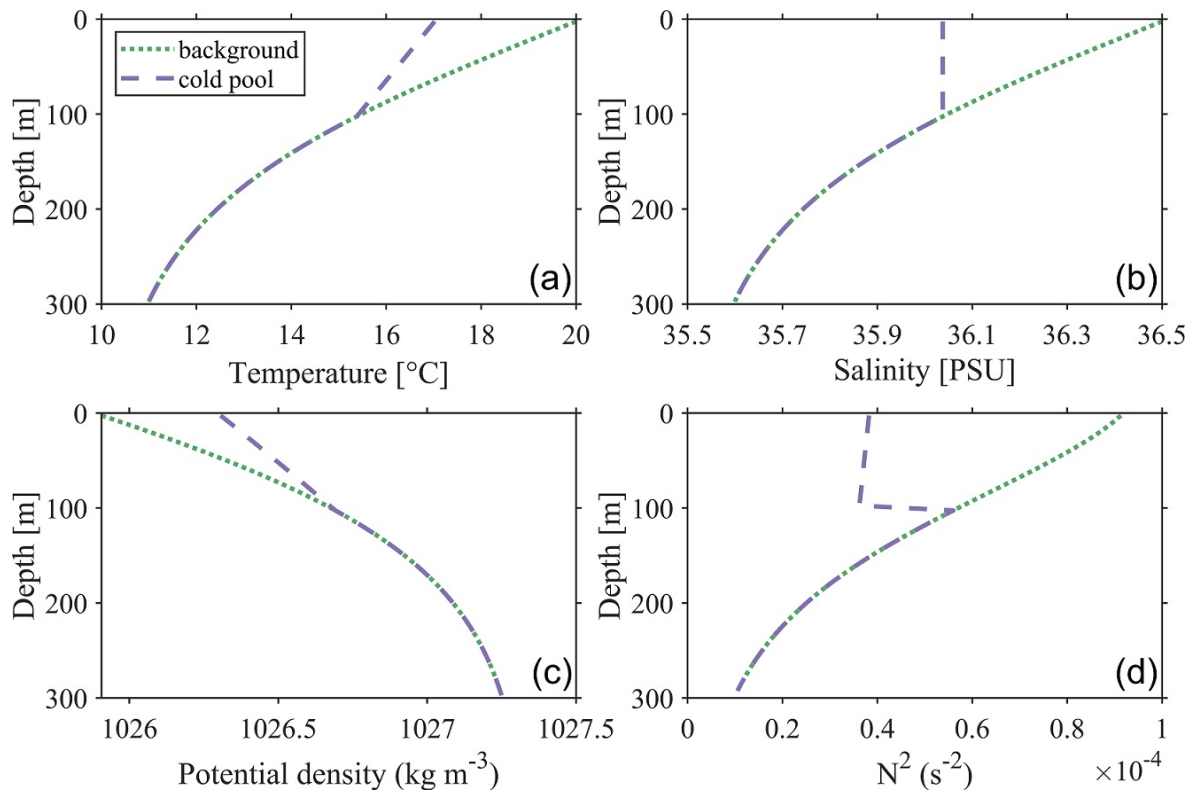 0
100
200
300
Depth [m]
background
cold pool
(a)
10 12 14 16 18 20
Temperature [°C]
0
100
200
300
Depth [m]
(b)
35.5 35.7 35.9 36.1 36.3 36.5
Salinity [PSU]
0
100
200
300
Depth [m]
(c)
1026 1026.5 1027 1027.5
Potential density (kg m⁻³)
0
100
200
300
Depth [m]
(d)
0 0.2 0.4 0.6 0.8 1
N² (s⁻²) ×10⁻⁴